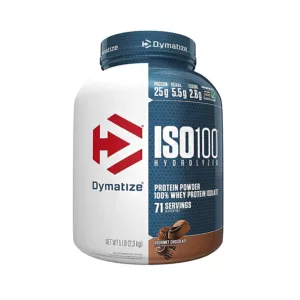 Dymatize
PROTEIN BCAAS
25g 5.5g 2.6g
ISO100
HYDROLYZED
PROTEIN POWDER
100% WHEY PROTEIN ISOLATE
71 SERVINGS
Dymatize
GOURMET CHOCOLATE
NET WT 5 LB (2.3 kg)